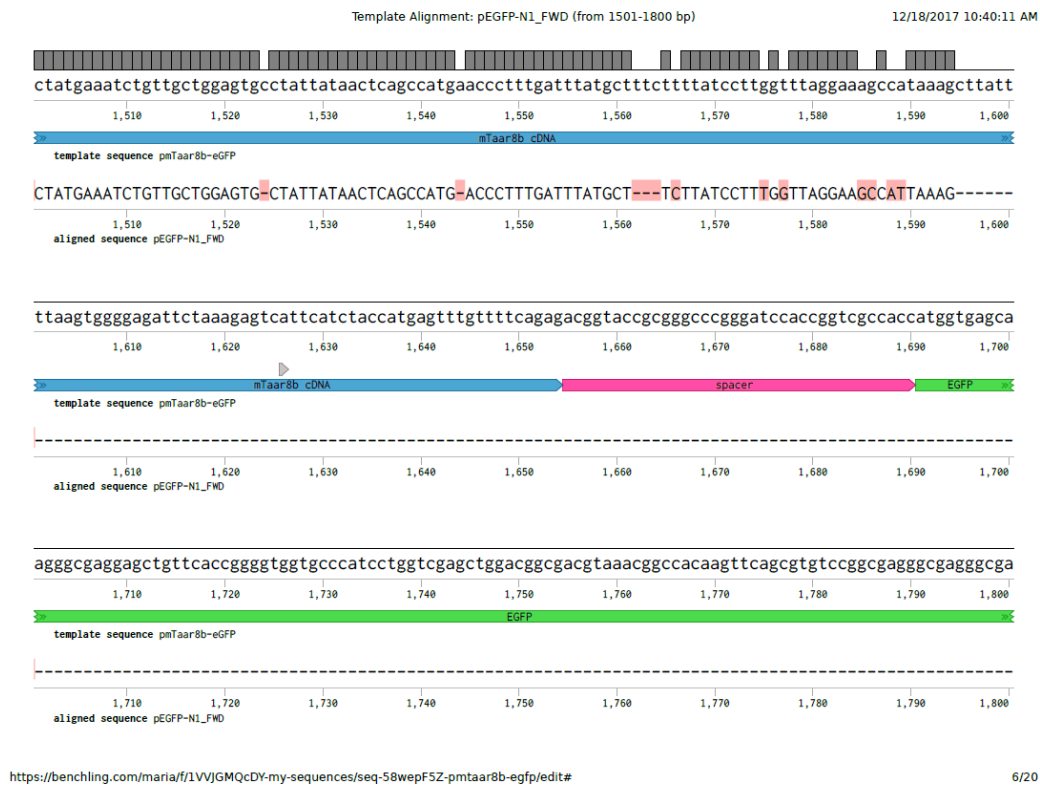 Template Alignment: pEGFP-N1_FWD (from 1501-1800 bp) 12/18/2017 10:40:11 AM
ctatgaaatctgttgctggagtgcctattataactcagccatgaaccctttgatttatgctttcttttatccttggtttaggaaagccataaagcttatt
1,510 1,520 1,530 1,540 1,550 1,560 1,570 1,580 1,590 1,600
mTaar8b cDNA
template sequence pmTaar8b-eGFP
CTATGAAATCTGTTGCTGGAGTG-CTATTATAACTCAGCCATG-ACCCTTTGATTTATGCT---TCTTATCCTTTGGTTAGGAAGCCATTAAAG------
1,510 1,520 1,530 1,540 1,550 1,560 1,570 1,580 1,590 1,600
aligned sequence pEGFP-N1_FWD
ttaagtggggagattctaaagagtcattcatctaccatgagtttgttttcagagacggtaccgcgggcccgggatccaccggtcgccaccatggtgagca
1,610 1,620 1,630 1,640 1,650 1,660 1,670 1,680 1,690 1,700
mTaar8b cDNA spacer EGFP
template sequence pmTaar8b-eGFP
----------------------------------------------------------------------------------------------------
1,610 1,620 1,630 1,640 1,650 1,660 1,670 1,680 1,690 1,700
aligned sequence pEGFP-N1_FWD
agggcgaggagctgttcaccggggtggtgcccatcctggtcgagctggacggcgacgtaaacggccacaagttcagcgtgtccggcgagggcgagggcga
1,710 1,720 1,730 1,740 1,750 1,760 1,770 1,780 1,790 1,800
EGFP
template sequence pmTaar8b-eGFP
----------------------------------------------------------------------------------------------------
1,710 1,720 1,730 1,740 1,750 1,760 1,770 1,780 1,790 1,800
aligned sequence pEGFP-N1_FWD
https://benchling.com/maria/f/1VVJGMQcDY-my-sequences/seq-58wepF5Z-pmtaar8b-egfp/edit# 6/20